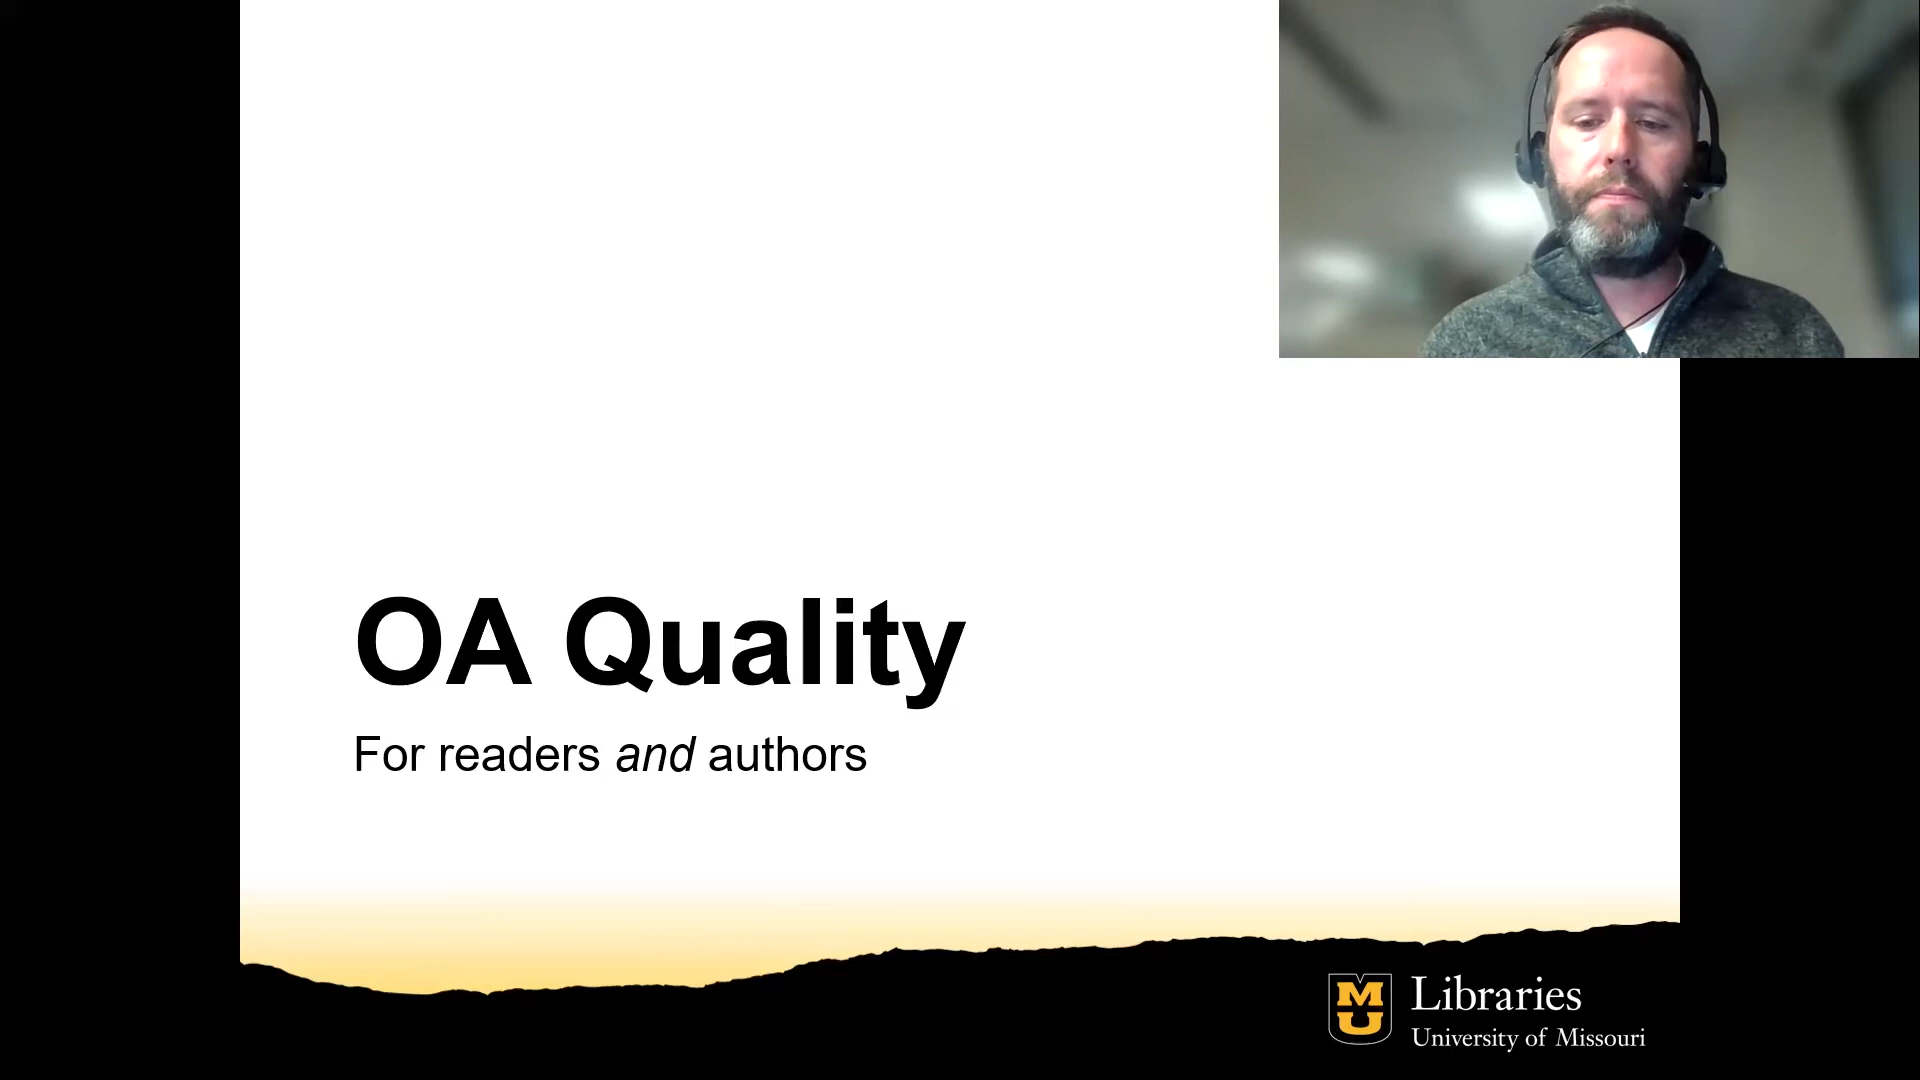 OA Quality
For readers and authors
MU
Libraries
University of Missouri